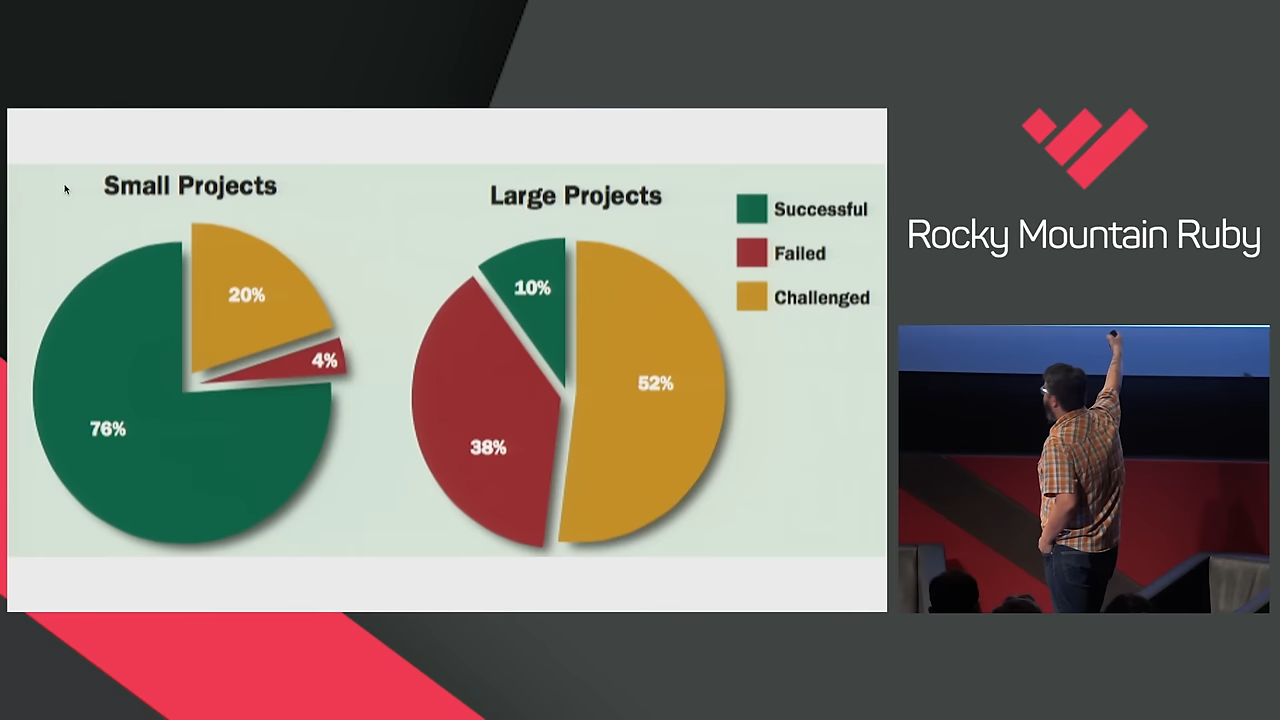 Small Projects
20%
4%
76%
Large Projects
10%
52%
38%
Successful
Failed
Challenged
Rocky Mountain Ruby